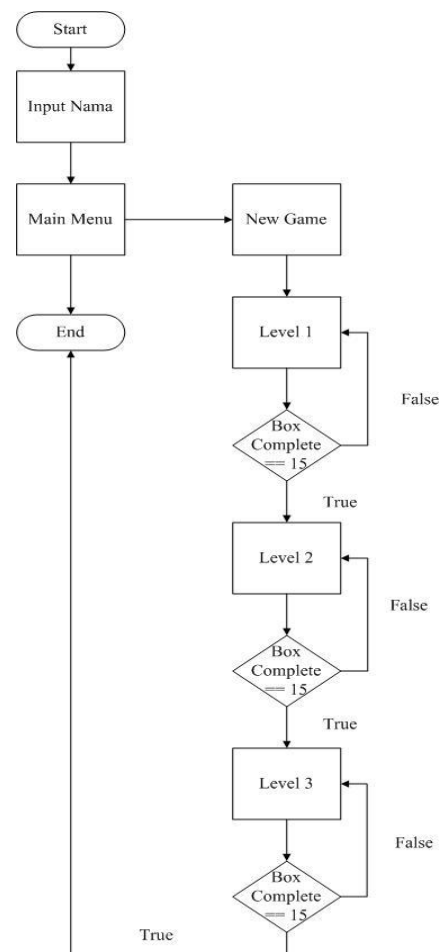 Start
Input Nama
Main Menu
New Game
End
Level 1
False
Box
Complete
== 15
True
Level 2
False
Box
Complete
== 15
True
Level 3
False
Box
Complete
== 15
True